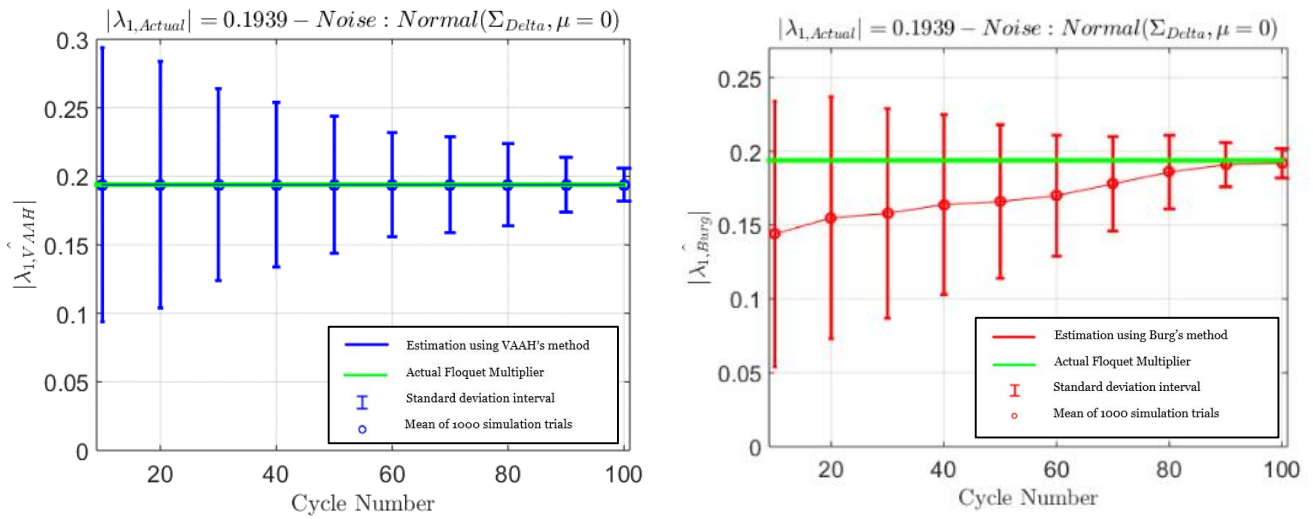 |λ1,Actual| = 0.1939 − Noise : Normal(ΣDelta, μ = 0)
0.3
0.25
0.2
0.15
0.1
0.05
0
20
40
60
80
100
|λ̂1,VAAH|
Cycle Number
Estimation using VAAH's method
Actual Floquet Multiplier
Standard deviation interval
Mean of 1000 simulation trials
|λ1,Actual| = 0.1939 − Noise : Normal(ΣDelta, μ = 0)
0.25
0.2
0.15
0.1
0.05
0
20
40
60
80
100
|λ̂1,Burg|
Cycle Number
Estimation using Burg's method
Actual Floquet Multiplier
Standard deviation interval
Mean of 1000 simulation trials